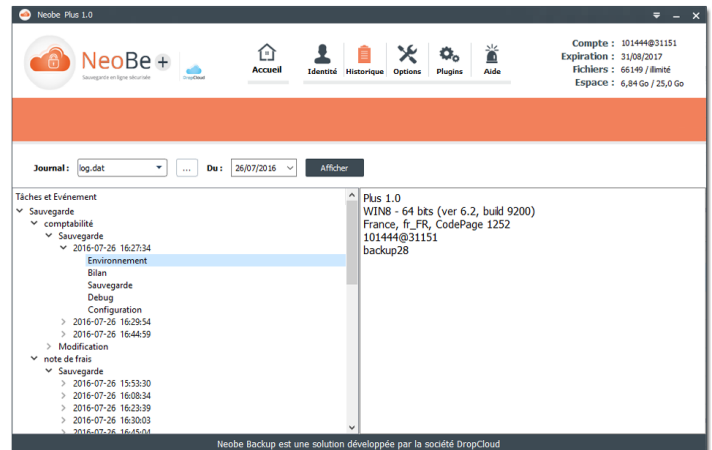 Neobe Plus 1.0
NeoBe +
Sauvegarde en ligne sécurisée
DropCloud
Accueil
Identité
Historique
Options
Plugins
Aide
Compte : 101444@31151
Expiration : 31/08/2017
Fichiers : 66149 / illimité
Espace : 6,84 Go / 25,0 Go
Journal : log.dat ... Du : 26/07/2016 Afficher
Tâches et Evénement
Sauvegarde
comptabilité
Sauvegarde
2016-07-26 16:27:34
Environnement
Bilan
Sauvegarde
Debug
Configuration
2016-07-26 16:29:54
2016-07-26 16:44:59
Modification
note de frais
Sauvegarde
2016-07-26 15:53:30
2016-07-26 16:08:34
2016-07-26 16:23:39
2016-07-26 16:30:03
2016-07-26 16:45:04
Plus 1.0
WIN8 - 64 bits (ver 6.2, build 9200)
France, fr_FR, CodePage 1252
101444@31151
backup28
Neobe Backup est une solution développée par la société DropCloud